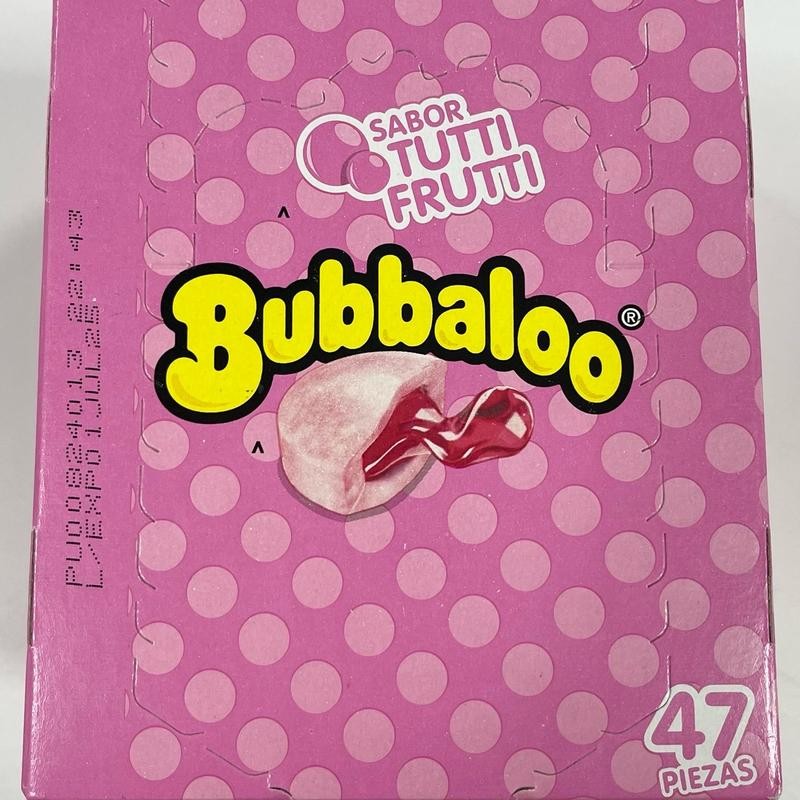 SABOR
TUTTI
FRUTTI
Bubbaloo®
47
PIEZAS